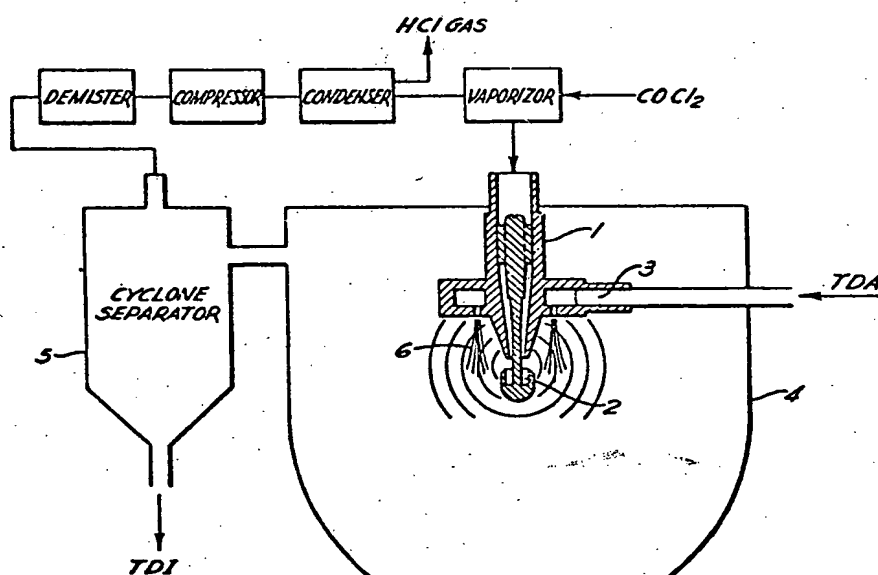 HCl GAS
DEMISTER
COMPRESSOR
CONDENSER
VAPORIZOR
COCl2
1
3
TDA
CYCLONE
SEPARATOR
5
6
2
4
TDI